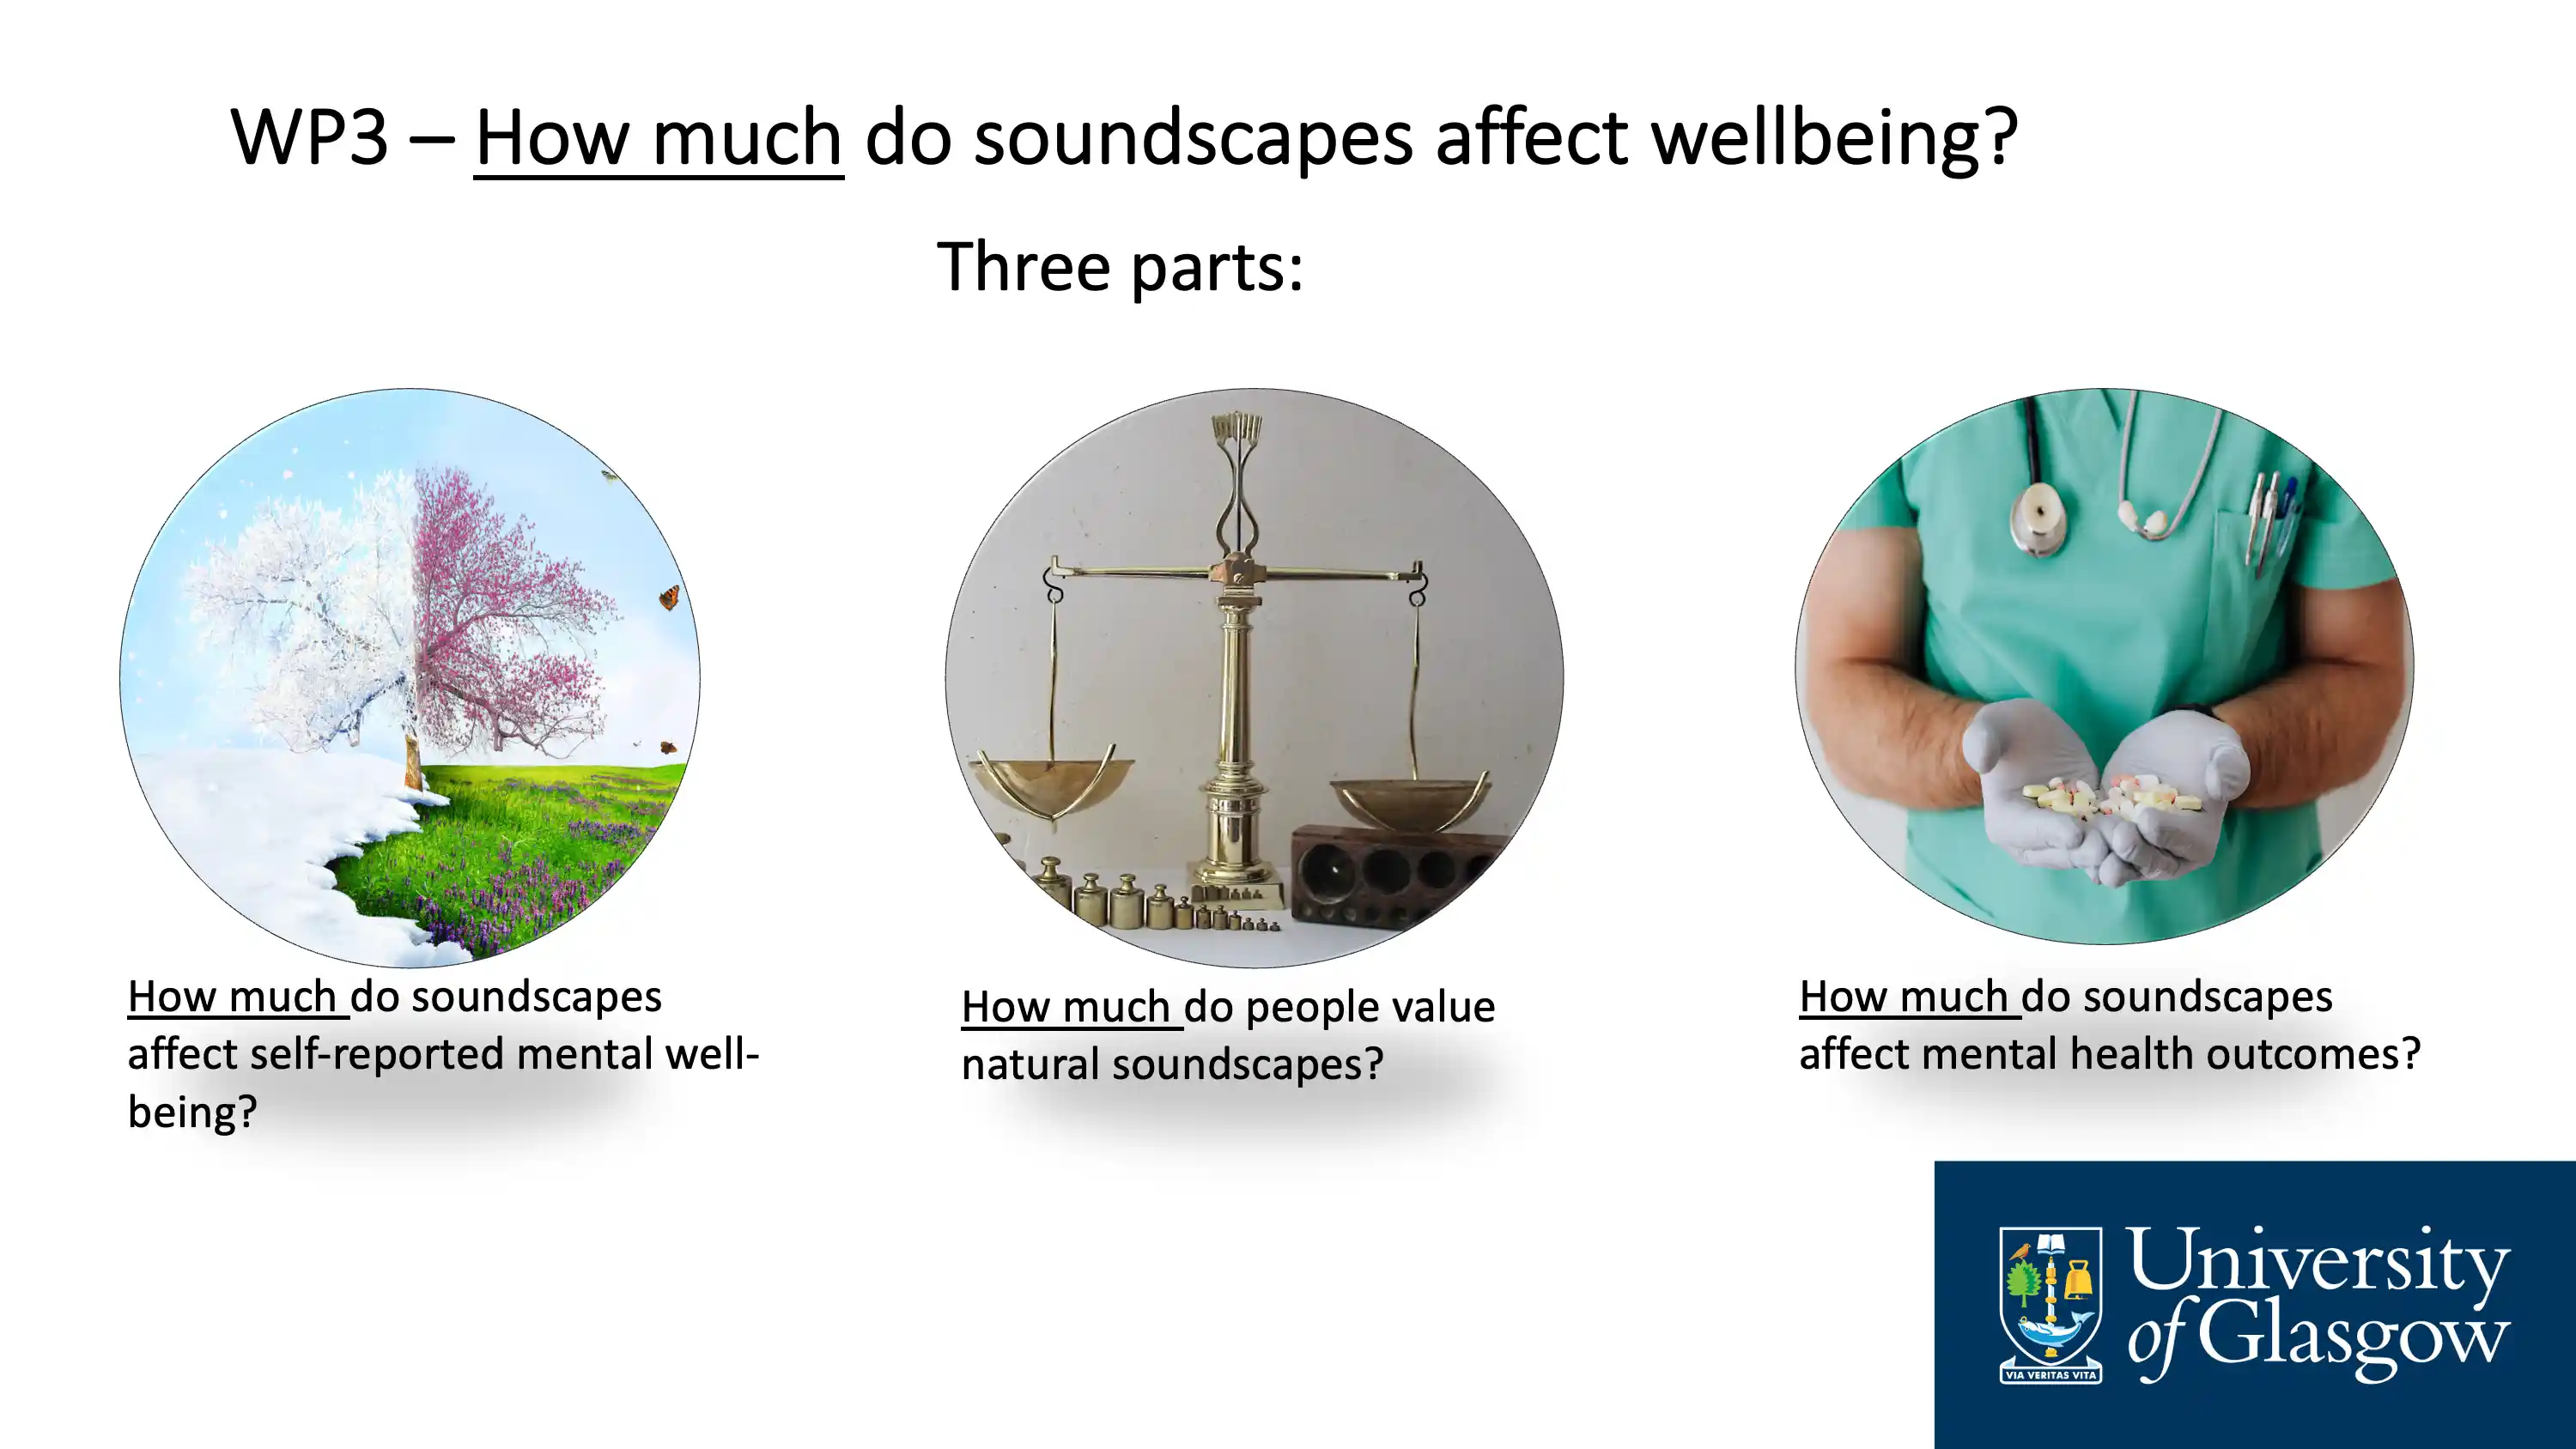 WP3 – How much do soundscapes affect wellbeing?
Three parts:
How much do soundscapes
affect self-reported mental well-
being?
How much do people value
natural soundscapes?
How much do soundscapes
affect mental health outcomes?
University
of Glasgow
VIA VERITAS VITA